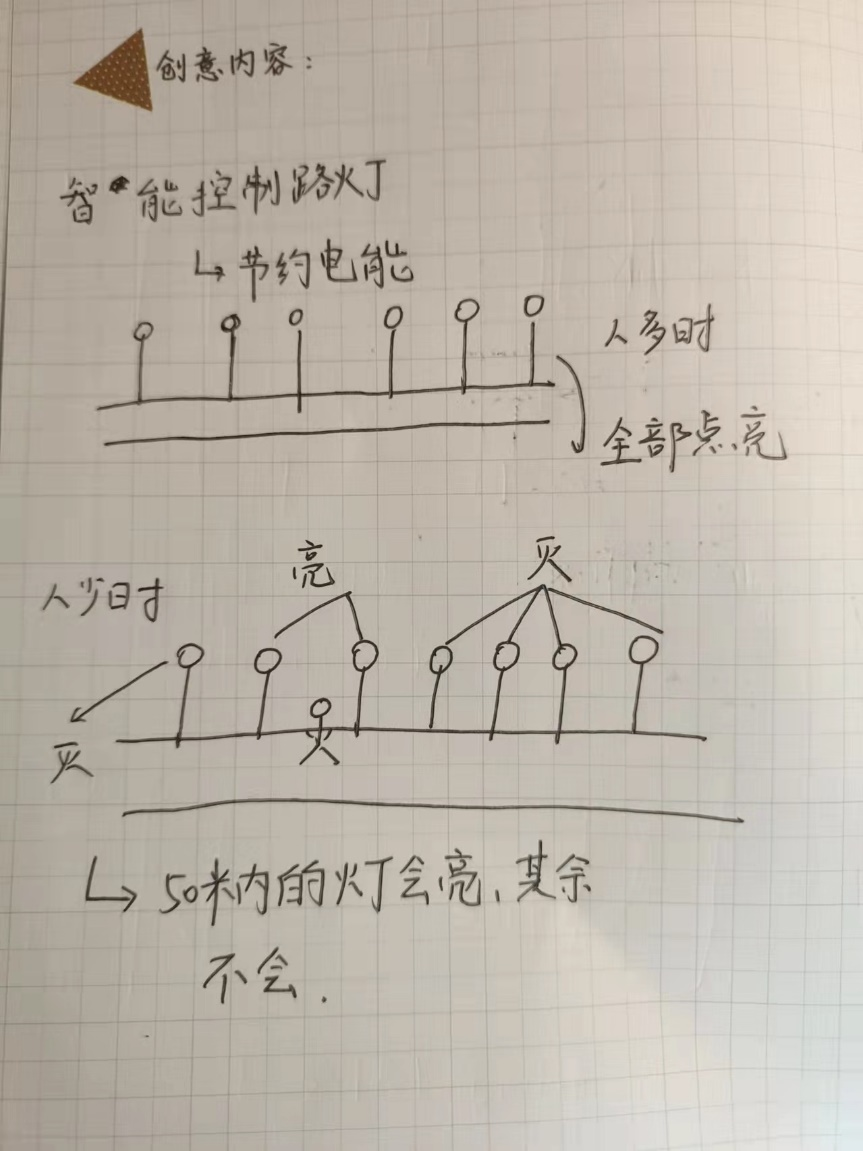 创意内容：
智能控制路灯
↳节约电能
人多时
全部点亮
亮
灭
人少时
灭
↳50米内的灯会亮、其余
不会.